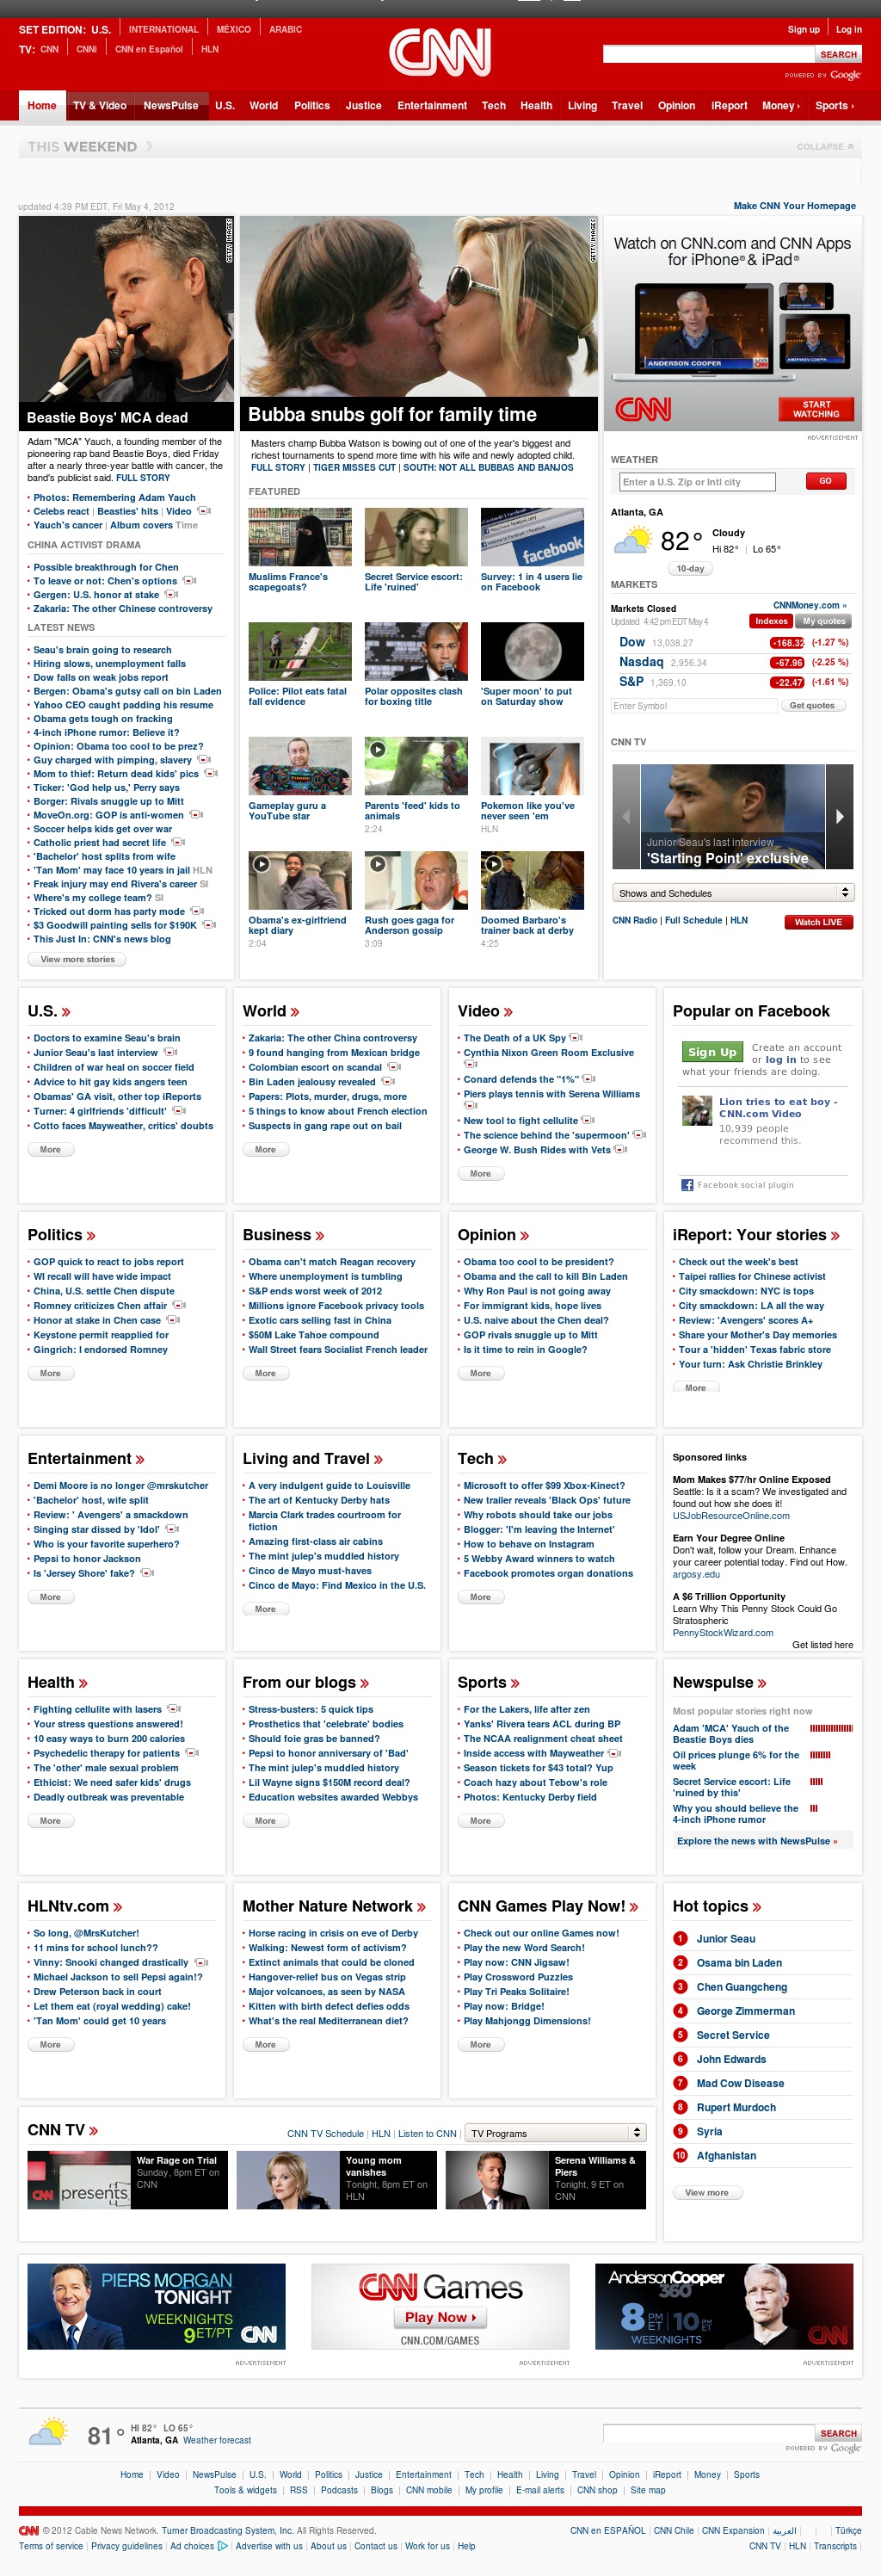 SET EDITION: U.S. INTERNATIONAL MÉXICO ARABIC
TV: CNN CNNi CNN en Español HLN
CNN
Sign up Log in
SEARCH
POWERED BY Google
Home TV & Video NewsPulse U.S. World Politics Justice Entertainment Tech Health Living Travel Opinion iReport Money › Sports ›
THIS WEEKEND
COLLAPSE
updated 4:39 PM EDT, Fri May 4, 2012
Make CNN Your Homepage
GETTY IMAGES
Beastie Boys' MCA dead
Adam "MCA" Yauch, a founding member of the
pioneering rap band Beastie Boys, died Friday
after a nearly three-year battle with cancer, the
band's publicist said. FULL STORY
Photos: Remembering Adam Yauch
Celebs react | Beasties' hits | Video
Yauch's cancer | Album covers Time
CHINA ACTIVIST DRAMA
Possible breakthrough for Chen
To leave or not: Chen's options
Gergen: U.S. honor at stake
Zakaria: The other Chinese controversy
LATEST NEWS
Seau's brain going to research
Hiring slows, unemployment falls
Dow falls on weak jobs report
Bergen: Obama's gutsy call on bin Laden
Yahoo CEO caught padding his resume
Obama gets tough on fracking
4-inch iPhone rumor: Believe it?
Opinion: Obama too cool to be prez?
Guy charged with pimping, slavery
Mom to thief: Return dead kids' pics
Ticker: 'God help us,' Perry says
Borger: Rivals snuggle up to Mitt
MoveOn.org: GOP is anti-women
Soccer helps kids get over war
Catholic priest had secret life
'Bachelor' host splits from wife
'Tan Mom' may face 10 years in jail HLN
Freak injury may end Rivera's career SI
Where's my college team? SI
Tricked out dorm has party mode
$3 Goodwill painting sells for $190K
This Just In: CNN's news blog
View more stories
GETTY IMAGES
Bubba snubs golf for family time
Masters champ Bubba Watson is bowing out of one of the year's biggest and
richest tournaments to spend more time with his wife and newly adopted child.
FULL STORY | TIGER MISSES CUT | SOUTH: NOT ALL BUBBAS AND BANJOS
FEATURED
Muslims France's
scapegoats?
Secret Service escort:
Life 'ruined'
facebook
Survey: 1 in 4 users lie
on Facebook
Police: Pilot eats fatal
fall evidence
Polar opposites clash
for boxing title
'Super moon' to put
on Saturday show
Gameplay guru a
YouTube star
Parents 'feed' kids to
animals
2:24
Pokemon like you've
never seen 'em
HLN
Obama's ex-girlfriend
kept diary
2:04
Rush goes gaga for
Anderson gossip
3:09
Doomed Barbaro's
trainer back at derby
4:25
Watch on CNN.com and CNN Apps
for iPhone® & iPad®
ANDERSON COOPER
ANDERSON COOPER
CNN
START
WATCHING
ADVERTISEMENT
WEATHER
Enter a U.S. Zip or Intl city
GO
Atlanta, GA
82° Cloudy
Hi 82° | Lo 65°
10-day
MARKETS
CNNMoney.com »
Markets Closed
Updated 4:42 pm EDT May 4
Indexes My quotes
Dow 13,038.27 -168.32 (-1.27 %)
Nasdaq 2,956.34 -67.96 (-2.25 %)
S&P 1,369.10 -22.47 (-1.61 %)
Enter Symbol Get quotes
CNN TV
Junior Seau's last interview
'Starting Point' exclusive
Shows and Schedules
CNN Radio | Full Schedule | HLN
Watch LIVE
U.S. »
Doctors to examine Seau's brain
Junior Seau's last interview
Children of war heal on soccer field
Advice to hit gay kids angers teen
Obamas' GA visit, other top iReports
Turner: 4 girlfriends 'difficult'
Cotto faces Mayweather, critics' doubts
More
World »
Zakaria: The other China controversy
9 found hanging from Mexican bridge
Colombian escort on scandal
Bin Laden jealousy revealed
Papers: Plots, murder, drugs, more
5 things to know about French election
Suspects in gang rape out on bail
More
Video »
The Death of a UK Spy
Cynthia Nixon Green Room Exclusive
Conard defends the "1%"
Piers plays tennis with Serena Williams
New tool to fight cellulite
The science behind the 'supermoon'
George W. Bush Rides with Vets
More
Popular on Facebook
Sign Up Create an account
or log in to see
what your friends are doing.
Lion tries to eat boy -
CNN.com Video
10,939 people
recommend this.
Facebook social plugin
Politics »
GOP quick to react to jobs report
WI recall will have wide impact
China, U.S. settle Chen dispute
Romney criticizes Chen affair
Honor at stake in Chen case
Keystone permit reapplied for
Gingrich: I endorsed Romney
More
Business »
Obama can't match Reagan recovery
Where unemployment is tumbling
S&P ends worst week of 2012
Millions ignore Facebook privacy tools
Exotic cars selling fast in China
$50M Lake Tahoe compound
Wall Street fears Socialist French leader
More
Opinion »
Obama too cool to be president?
Obama and the call to kill Bin Laden
Why Ron Paul is not going away
For immigrant kids, hope lives
U.S. naive about the Chen deal?
GOP rivals snuggle up to Mitt
Is it time to rein in Google?
More
iReport: Your stories »
Check out the week's best
Taipei rallies for Chinese activist
City smackdown: NYC is tops
City smackdown: LA all the way
Review: 'Avengers' scores A+
Share your Mother's Day memories
Tour a 'hidden' Texas fabric store
Your turn: Ask Christie Brinkley
More
Entertainment »
Demi Moore is no longer @mrskutcher
'Bachelor' host, wife split
Review: ' Avengers' a smackdown
Singing star dissed by 'Idol'
Who is your favorite superhero?
Pepsi to honor Jackson
Is 'Jersey Shore' fake?
More
Living and Travel »
A very indulgent guide to Louisville
The art of Kentucky Derby hats
Marcia Clark trades courtroom for
fiction
Amazing first-class air cabins
The mint julep's muddled history
Cinco de Mayo must-haves
Cinco de Mayo: Find Mexico in the U.S.
More
Tech »
Microsoft to offer $99 Xbox-Kinect?
New trailer reveals 'Black Ops' future
Why robots should take our jobs
Blogger: 'I'm leaving the Internet'
How to behave on Instagram
5 Webby Award winners to watch
Facebook promotes organ donations
More
Sponsored links
Mom Makes $77/hr Online Exposed
Seattle: Is it a scam? We investigated and
found out how she does it!
USJobResourceOnline.com
Earn Your Degree Online
Don't wait, follow your Dream. Enhance
your career potential today. Find out How.
argosy.edu
A $6 Trillion Opportunity
Learn Why This Penny Stock Could Go
Stratospheric
PennyStockWizard.com
Get listed here
Health »
Fighting cellulite with lasers
Your stress questions answered!
10 easy ways to burn 200 calories
Psychedelic therapy for patients
The 'other' male sexual problem
Ethicist: We need safer kids' drugs
Deadly outbreak was preventable
More
From our blogs »
Stress-busters: 5 quick tips
Prosthetics that 'celebrate' bodies
Should foie gras be banned?
Pepsi to honor anniversary of 'Bad'
The mint julep's muddled history
Lil Wayne signs $150M record deal?
Education websites awarded Webbys
More
Sports »
For the Lakers, life after zen
Yanks' Rivera tears ACL during BP
The NCAA realignment cheat sheet
Inside access with Mayweather
Season tickets for $43 total? Yup
Coach hazy about Tebow's role
Photos: Kentucky Derby field
More
Newspulse »
Most popular stories right now
Adam 'MCA' Yauch of the
Beastie Boys dies
Oil prices plunge 6% for the
week
Secret Service escort: Life
'ruined by this'
Why you should believe the
4-inch iPhone rumor
Explore the news with NewsPulse »
HLNtv.com »
So long, @MrsKutcher!
11 mins for school lunch??
Vinny: Snooki changed drastically
Michael Jackson to sell Pepsi again!?
Drew Peterson back in court
Let them eat (royal wedding) cake!
'Tan Mom' could get 10 years
More
Mother Nature Network »
Horse racing in crisis on eve of Derby
Walking: Newest form of activism?
Extinct animals that could be cloned
Hangover-relief bus on Vegas strip
Major volcanoes, as seen by NASA
Kitten with birth defect defies odds
What's the real Mediterranean diet?
More
CNN Games Play Now! »
Check out our online Games now!
Play the new Word Search!
Play now: CNN Jigsaw!
Play Crossword Puzzles
Play Tri Peaks Solitaire!
Play now: Bridge!
Play Mahjongg Dimensions!
More
Hot topics »
1 Junior Seau
2 Osama bin Laden
3 Chen Guangcheng
4 George Zimmerman
5 Secret Service
6 John Edwards
7 Mad Cow Disease
8 Rupert Murdoch
9 Syria
10 Afghanistan
View more
CNN TV »
CNN TV Schedule | HLN | Listen to CNN | TV Programs
CNN presents
War Rage on Trial
Sunday, 8pm ET on
CNN
Young mom
vanishes
Tonight, 8pm ET on
HLN
Serena Williams &
Piers
Tonight, 9 ET on
CNN
PIERS MORGAN
TONIGHT
WEEKNIGHTS
9ET/PT CNN
ADVERTISEMENT
CNN Games
Play Now
CNN.COM/GAMES
ADVERTISEMENT
AndersonCooper
360°
8 PM ET | 10 PM ET
WEEKNIGHTS
CNN
ADVERTISEMENT
81° HI 82° LO 65°
Atlanta, GA Weather forecast
SEARCH
POWERED BY Google
Home | Video | NewsPulse | U.S. | World | Politics | Justice | Entertainment | Tech | Health | Living | Travel | Opinion | iReport | Money | Sports
Tools & widgets | RSS | Podcasts | Blogs | CNN mobile | My profile | E-mail alerts | CNN shop | Site map
CNN © 2012 Cable News Network. Turner Broadcasting System, Inc. All Rights Reserved.
Terms of service | Privacy guidelines | Ad choices | Advertise with us | About us | Contact us | Work for us | Help
CNN en ESPAÑOL | CNN Chile | CNN Expansion | العربية | | | Türkçe
CNN TV | HLN | Transcripts |